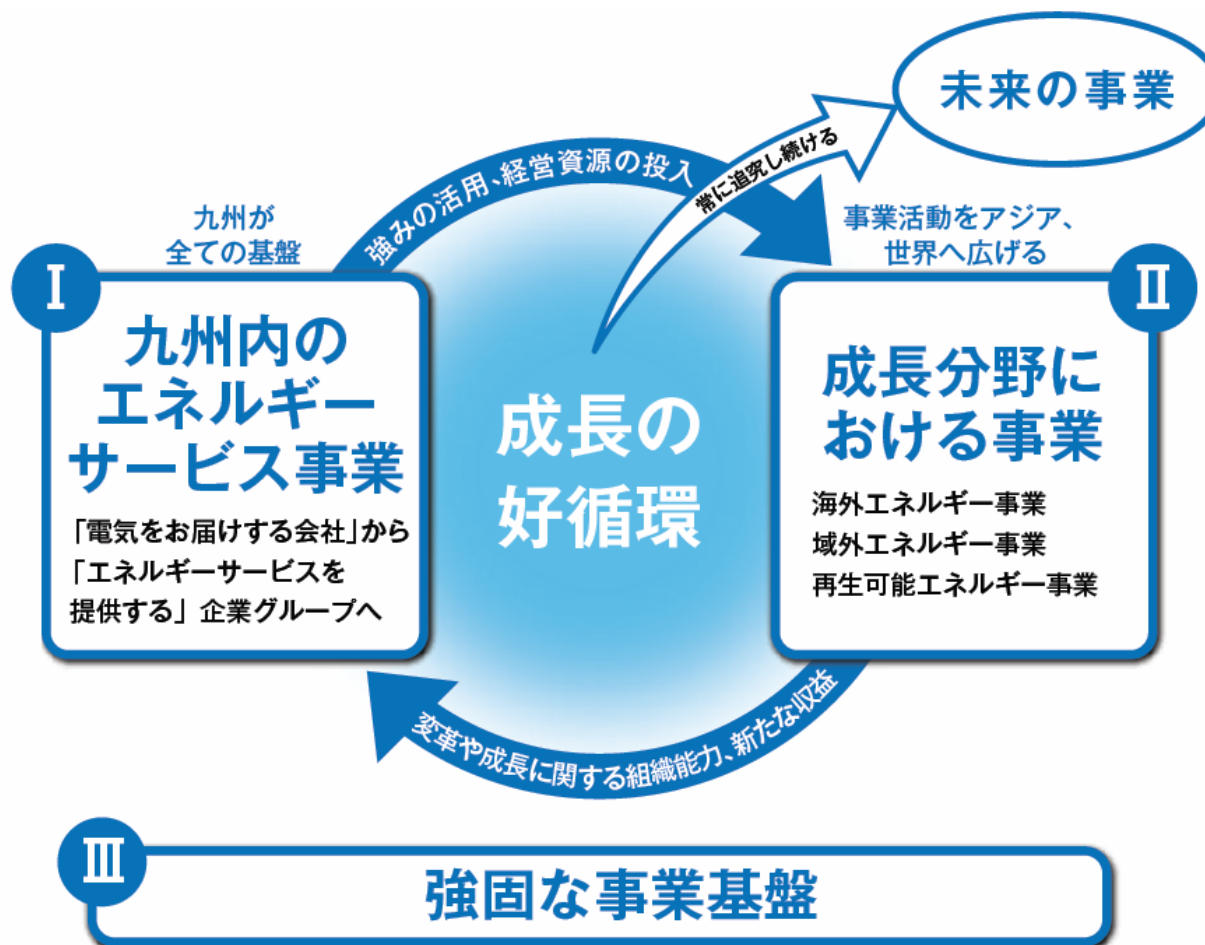 未来の事業
常に追究し続ける
強みの活用、経営資源の投入
九州が
全ての基盤
事業活動をアジア、
世界へ広げる
Ⅰ
九州内の
エネルギー
サービス事業
「電気をお届けする会社」から
「エネルギーサービスを
提供する」企業グループへ
成長の
好循環
Ⅱ
成長分野に
おける事業
海外エネルギー事業
域外エネルギー事業
再生可能エネルギー事業
変革や成長に関する組織能力、新たな収益
Ⅲ
強固な事業基盤